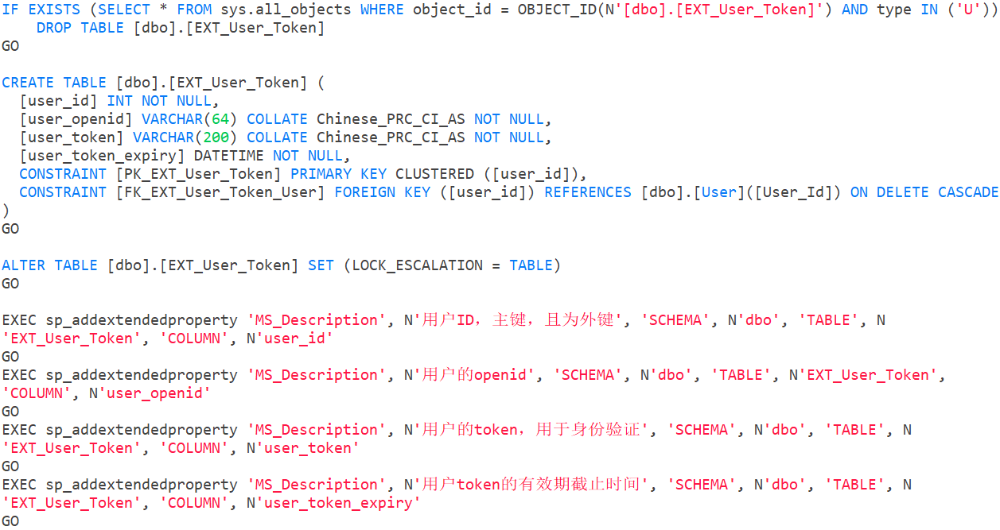 IF EXISTS (SELECT * FROM sys.all_objects WHERE object_id = OBJECT_ID(N'[dbo].[EXT_User_Token]') AND type IN ('U'))
    DROP TABLE [dbo].[EXT_User_Token]
GO

CREATE TABLE [dbo].[EXT_User_Token] (
  [user_id] INT NOT NULL,
  [user_openid] VARCHAR(64) COLLATE Chinese_PRC_CI_AS NOT NULL,
  [user_token] VARCHAR(200) COLLATE Chinese_PRC_CI_AS NOT NULL,
  [user_token_expiry] DATETIME NOT NULL,
  CONSTRAINT [PK_EXT_User_Token] PRIMARY KEY CLUSTERED ([user_id]),
  CONSTRAINT [FK_EXT_User_Token_User] FOREIGN KEY ([user_id]) REFERENCES [dbo].[User]([User_Id]) ON DELETE CASCADE
)
GO

ALTER TABLE [dbo].[EXT_User_Token] SET (LOCK_ESCALATION = TABLE)
GO

EXEC sp_addextendedproperty 'MS_Description', N'用户ID，主键，且为外键', 'SCHEMA', N'dbo', 'TABLE', N
'EXT_User_Token', 'COLUMN', N'user_id'
GO
EXEC sp_addextendedproperty 'MS_Description', N'用户的openid', 'SCHEMA', N'dbo', 'TABLE', N'EXT_User_Token',
'COLUMN', N'user_openid'
GO
EXEC sp_addextendedproperty 'MS_Description', N'用户的token，用于身份验证', 'SCHEMA', N'dbo', 'TABLE', N
'EXT_User_Token', 'COLUMN', N'user_token'
GO
EXEC sp_addextendedproperty 'MS_Description', N'用户token的有效期截止时间', 'SCHEMA', N'dbo', 'TABLE', N
'EXT_User_Token', 'COLUMN', N'user_token_expiry'
GO